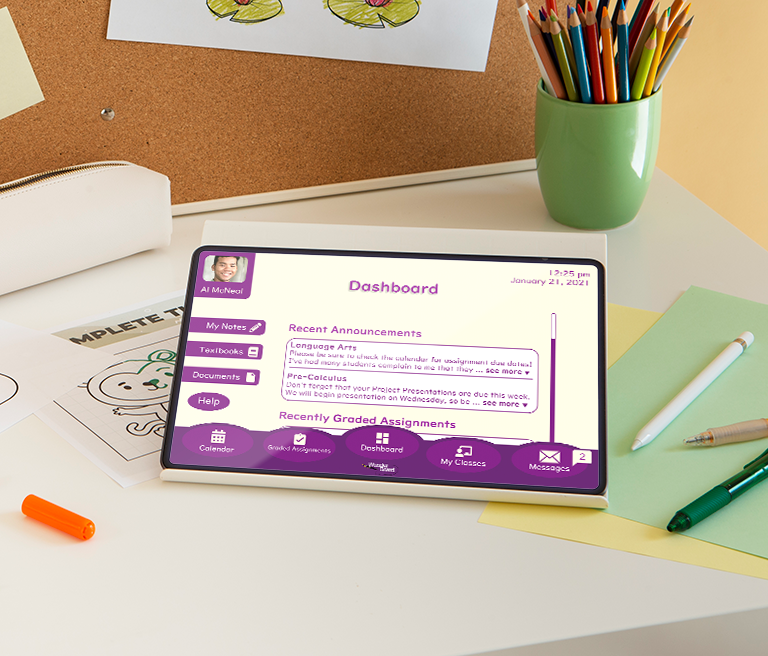 MPLETE T
12:25 pm
January 21, 2021
Al McNeal
Dashboard
My Notes
Textbooks
Documents
Help
Recent Announcements
Language Arts
Please be sure to check the calendar for assignment due dates!
I've had many students complain to me that they ... see more
Pre-Calculus
Don't forget that your Project Presentations are due this week.
We will begin presentation on Wednesday, so be ... see more
Recently Graded Assignments
Calendar
Graded Assignments
Dashboard
My Classes
Messages
2